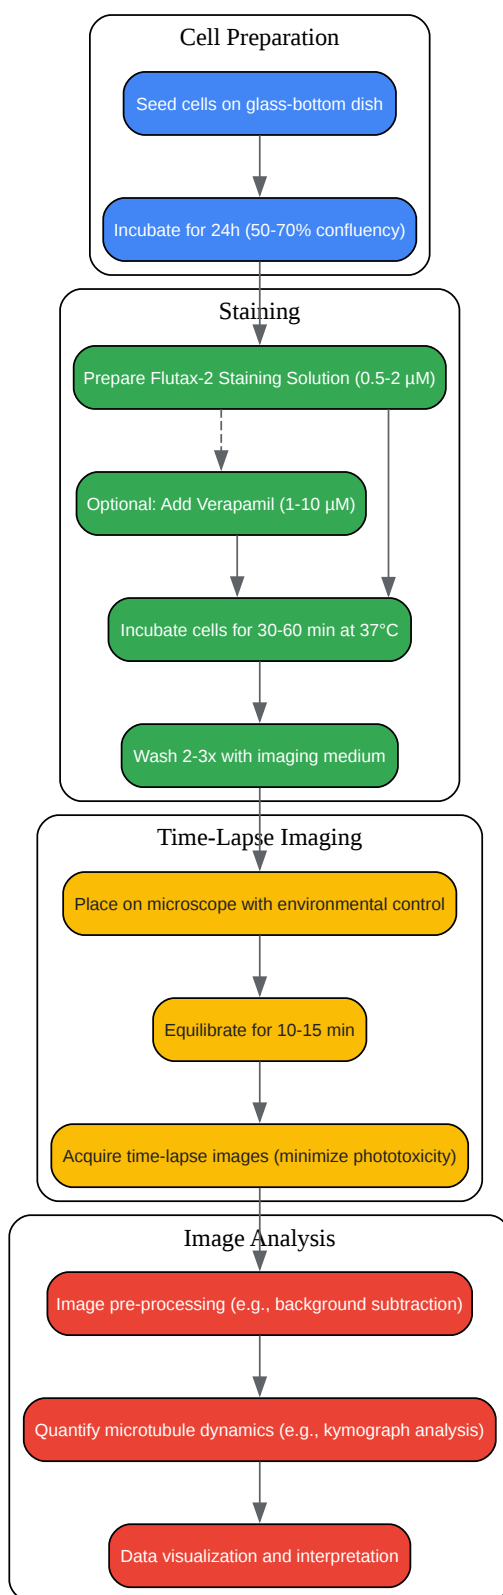 Cell Preparation
Seed cells on glass-bottom dish
Incubate for 24h (50-70% confluency)
Staining
Prepare Flutax-2 Staining Solution (0.5-2 µM)
Optional: Add Verapamil (1-10 µM)
Incubate cells for 30-60 min at 37°C
Wash 2-3x with imaging medium
Time-Lapse Imaging
Place on microscope with environmental control
Equilibrate for 10-15 min
Acquire time-lapse images (minimize phototoxicity)
Image Analysis
Image pre-processing (e.g., background subtraction)
Quantify microtubule dynamics (e.g., kymograph analysis)
Data visualization and interpretation